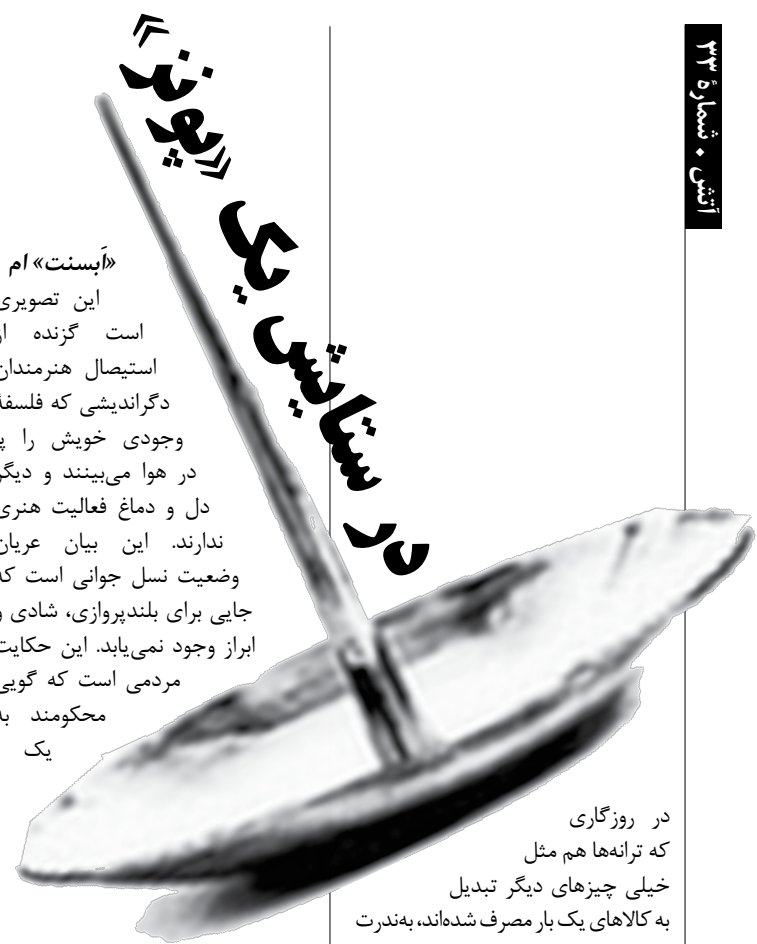 آتش • شمارهٔ ۳۳
در ستایش یک «پونز»
در روزگاری
که ترانه‌ها هم مثل
خیلی چیزهای دیگر تبدیل
به کالاهای یک بار مصرف شده‌اند، به‌ندرت
«اَبسنت» ام
این تصویری
است گزنده از
استیصال هنرمندان
دگراندیشی که فلسفهٔ
وجودی خویش را پا
در هوا می‌بینند و دیگر
دل و دماغ فعالیت هنری
ندارند. این بیان عریان
وضعیت نسل جوانی است که
جایی برای بلندپروازی، شادی و
ابراز وجود نمی‌یابد. این حکایت
مردمی است که گویی
محکومند به
یک